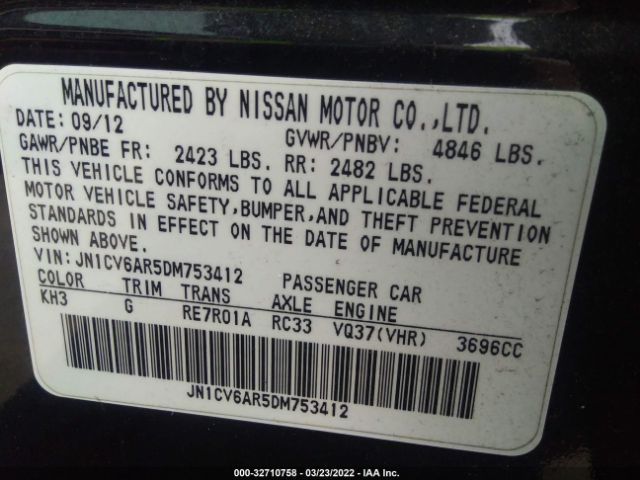 MANUFACTURED BY NISSAN MOTOR CO.,LTD.
DATE: 09/12 GVWR/PNBV: 4846 LBS.
GAWR/PNBE FR: 2423 LBS. RR: 2482 LBS.
THIS VEHICLE CONFORMS TO ALL APPLICABLE FEDERAL
MOTOR VEHICLE SAFETY,BUMPER,AND THEFT PREVENTION
STANDARDS IN EFFECT ON THE DATE OF MANUFACTURE
SHOWN ABOVE.
VIN:JN1CV6AR5DM753412 PASSENGER CAR
COLOR TRIM TRANS AXLE ENGINE
KH3 G RE7R01A RC33 VQ37(VHR) 3696CC
JN1CV6AR5DM753412
000-32710758 - 03/23/2022 - IAA Inc.